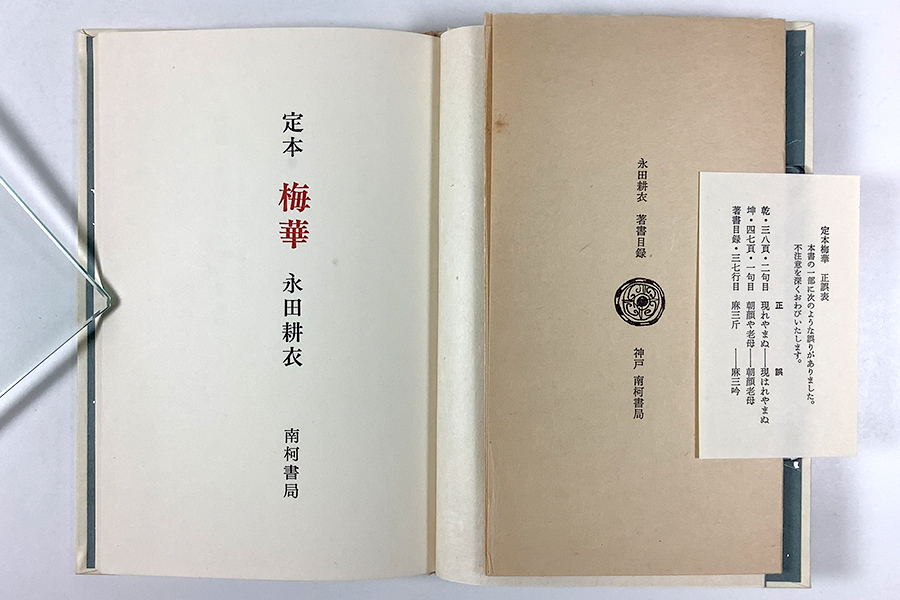 定本 梅華 永田耕衣 南柯書局
永田耕衣 著書目録 神戸 南柯書局
定本梅華 正誤表
本書の一部に次のような誤りがありました。
不注意を深くおわびいたします。
正 誤
乾・三八頁・二句目 現れやまぬ――現はれやまぬ
坤・四七頁・一句目 朝顔や老母――朝顔老母
著書目録・三七行目 麻三斤――麻三吟